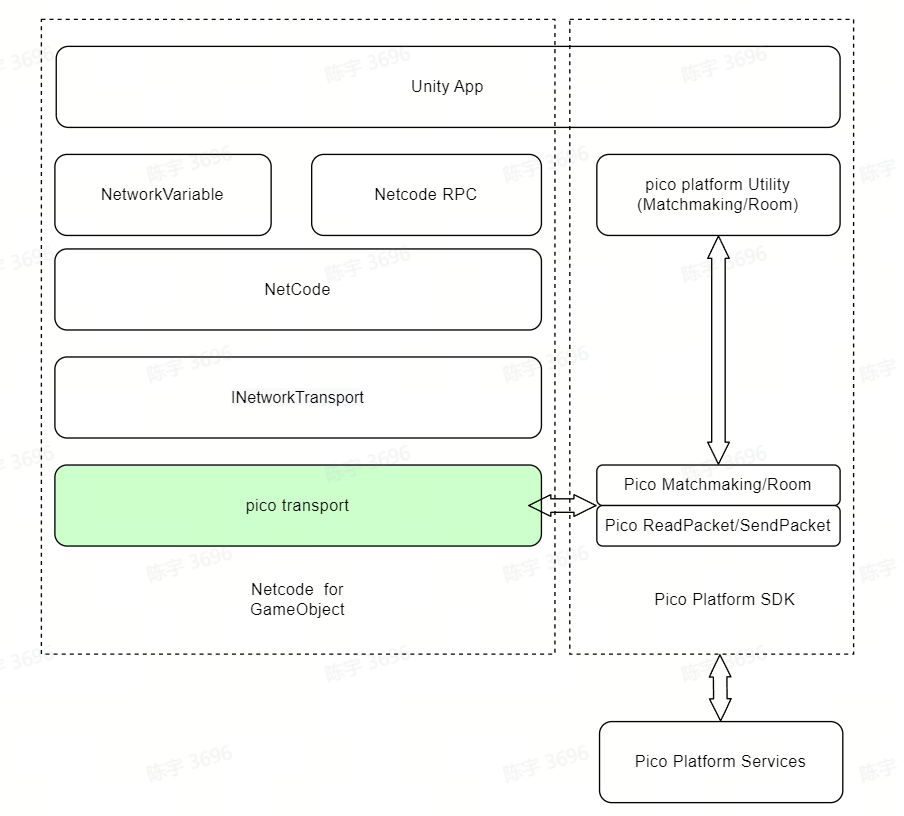 Unity App
NetworkVariable
Netcode RPC
pico platform Utility
(Matchmaking/Room)
NetCode
INetworkTransport
pico transport
Pico Matchmaking/Room
Pico ReadPacket/SendPacket
Netcode for
GameObject
Pico Platform SDK
Pico Platform Services
陈宇 3696